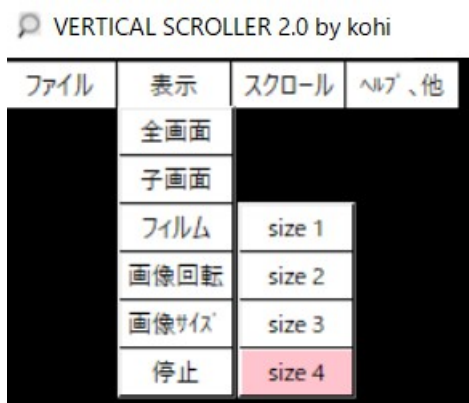 VERTICAL SCROLLER 2.0 by kohi
ファイル 表示 スクロール ﾍﾙﾌﾟ、他
全画面
子画面
フィルム size 1
画像回転 size 2
画像ｻｲｽﾞ size 3
停止 size 4